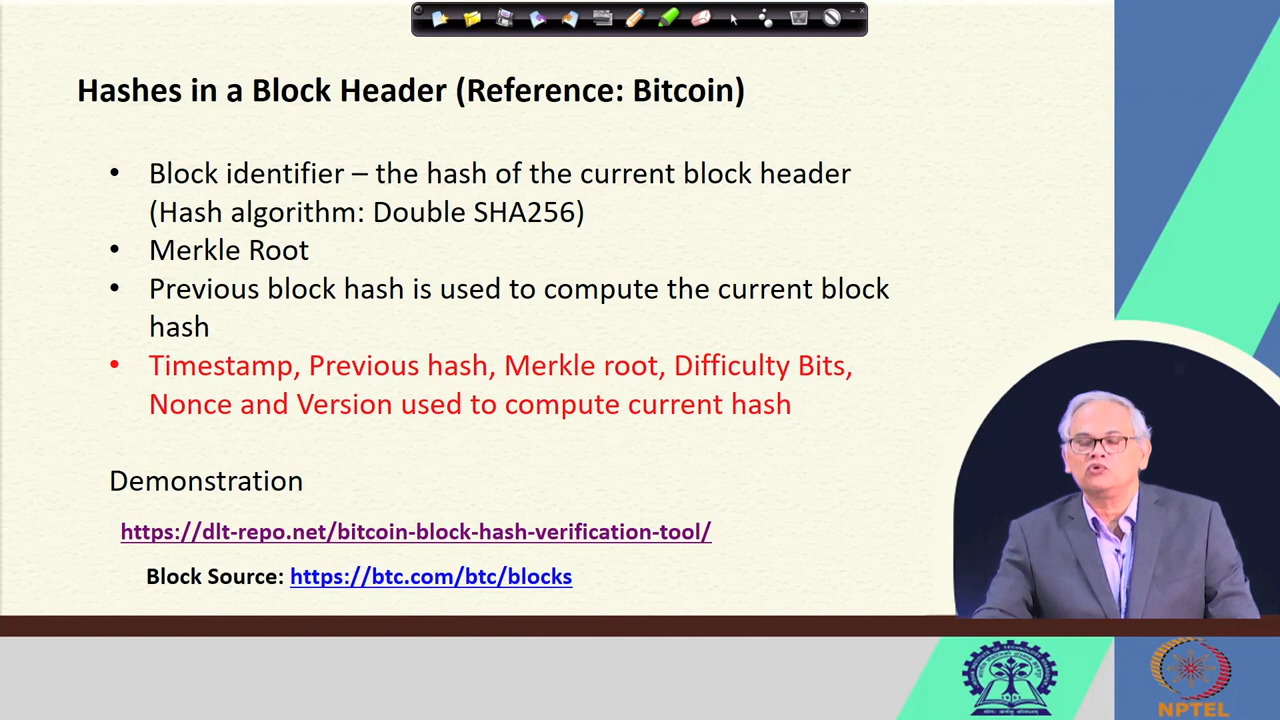 Hashes in a Block Header (Reference: Bitcoin)
• Block identifier – the hash of the current block header
(Hash algorithm: Double SHA256)
• Merkle Root
• Previous block hash is used to compute the current block
hash
• Timestamp, Previous hash, Merkle root, Difficulty Bits,
Nonce and Version used to compute current hash
Demonstration
https://dlt-repo.net/bitcoin-block-hash-verification-tool/
Block Source: https://btc.com/btc/blocks
NPTEL